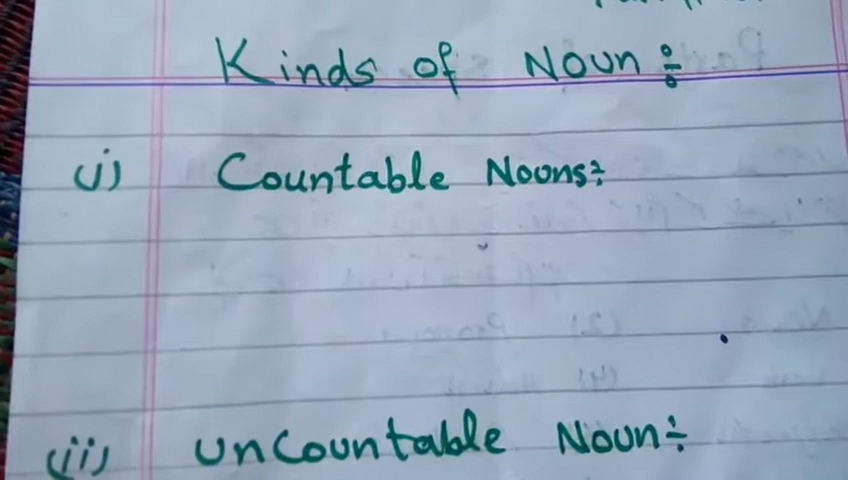 Kinds of Noun ÷
(i) Countable Nouns÷
(ii) unCountable Noun÷